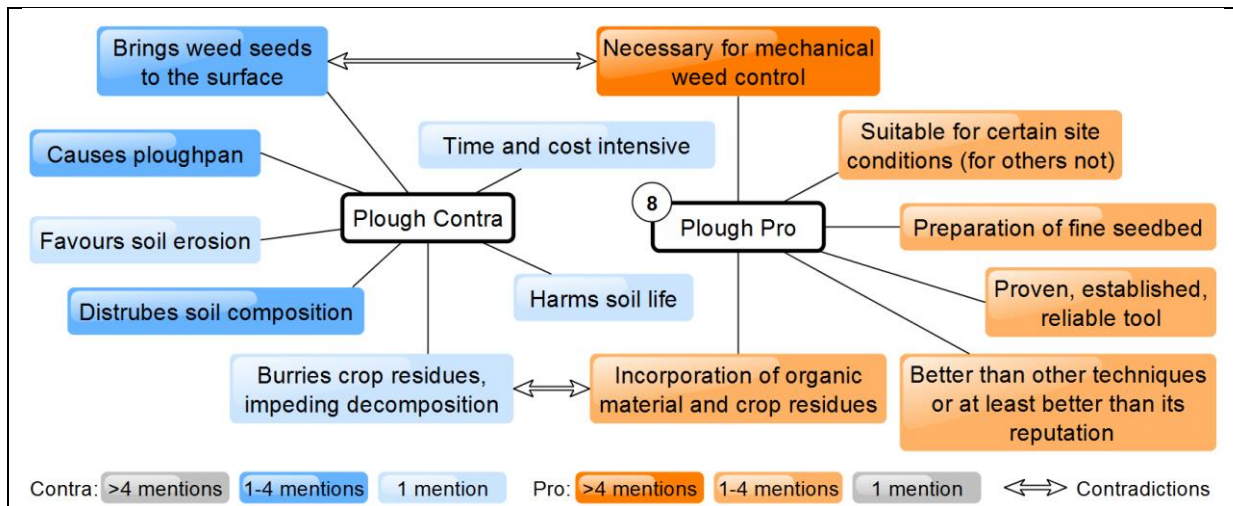 Brings weed seeds
to the surface
Necessary for mechanical
weed control
Causes ploughpan
Time and cost intensive
Suitable for certain site
conditions (for others not)
Plough Contra
8
Plough Pro
Favours soil erosion
Preparation of fine seedbed
Distrubes soil composition
Harms soil life
Proven, established,
reliable tool
Burries crop residues,
impeding decomposition
Incorporation of organic
material and crop residues
Better than other techniques
or at least better than its
reputation
Contra: >4 mentions 1-4 mentions 1 mention Pro: >4 mentions 1-4 mentions 1 mention Contradictions